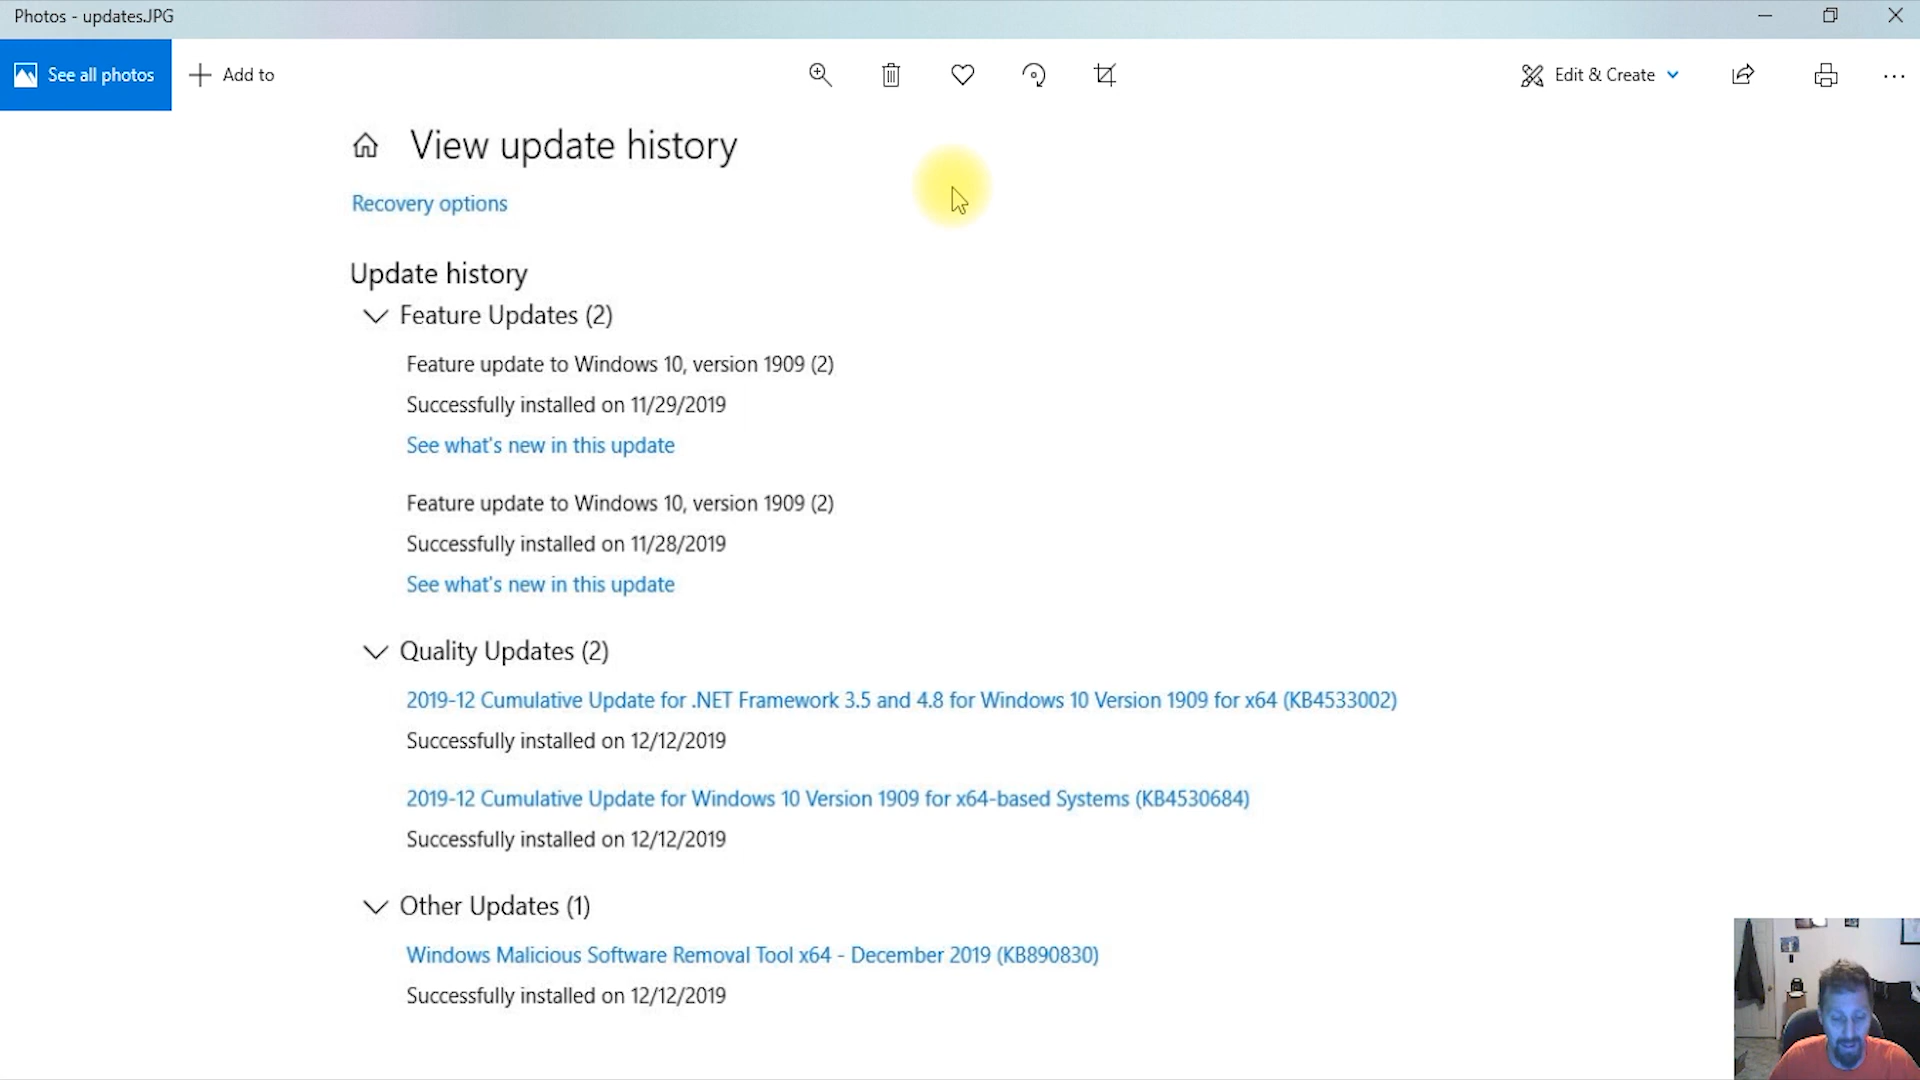 Photos - updates.JPG
See all photos
Add to
Edit & Create
View update history
Recovery options
Update history
Feature Updates (2)
Feature update to Windows 10, version 1909 (2)
Successfully installed on 11/29/2019
See what's new in this update
Feature update to Windows 10, version 1909 (2)
Successfully installed on 11/28/2019
See what's new in this update
Quality Updates (2)
2019-12 Cumulative Update for .NET Framework 3.5 and 4.8 for Windows 10 Version 1909 for x64 (KB4533002)
Successfully installed on 12/12/2019
2019-12 Cumulative Update for Windows 10 Version 1909 for x64-based Systems (KB4530684)
Successfully installed on 12/12/2019
Other Updates (1)
Windows Malicious Software Removal Tool x64 - December 2019 (KB890830)
Successfully installed on 12/12/2019